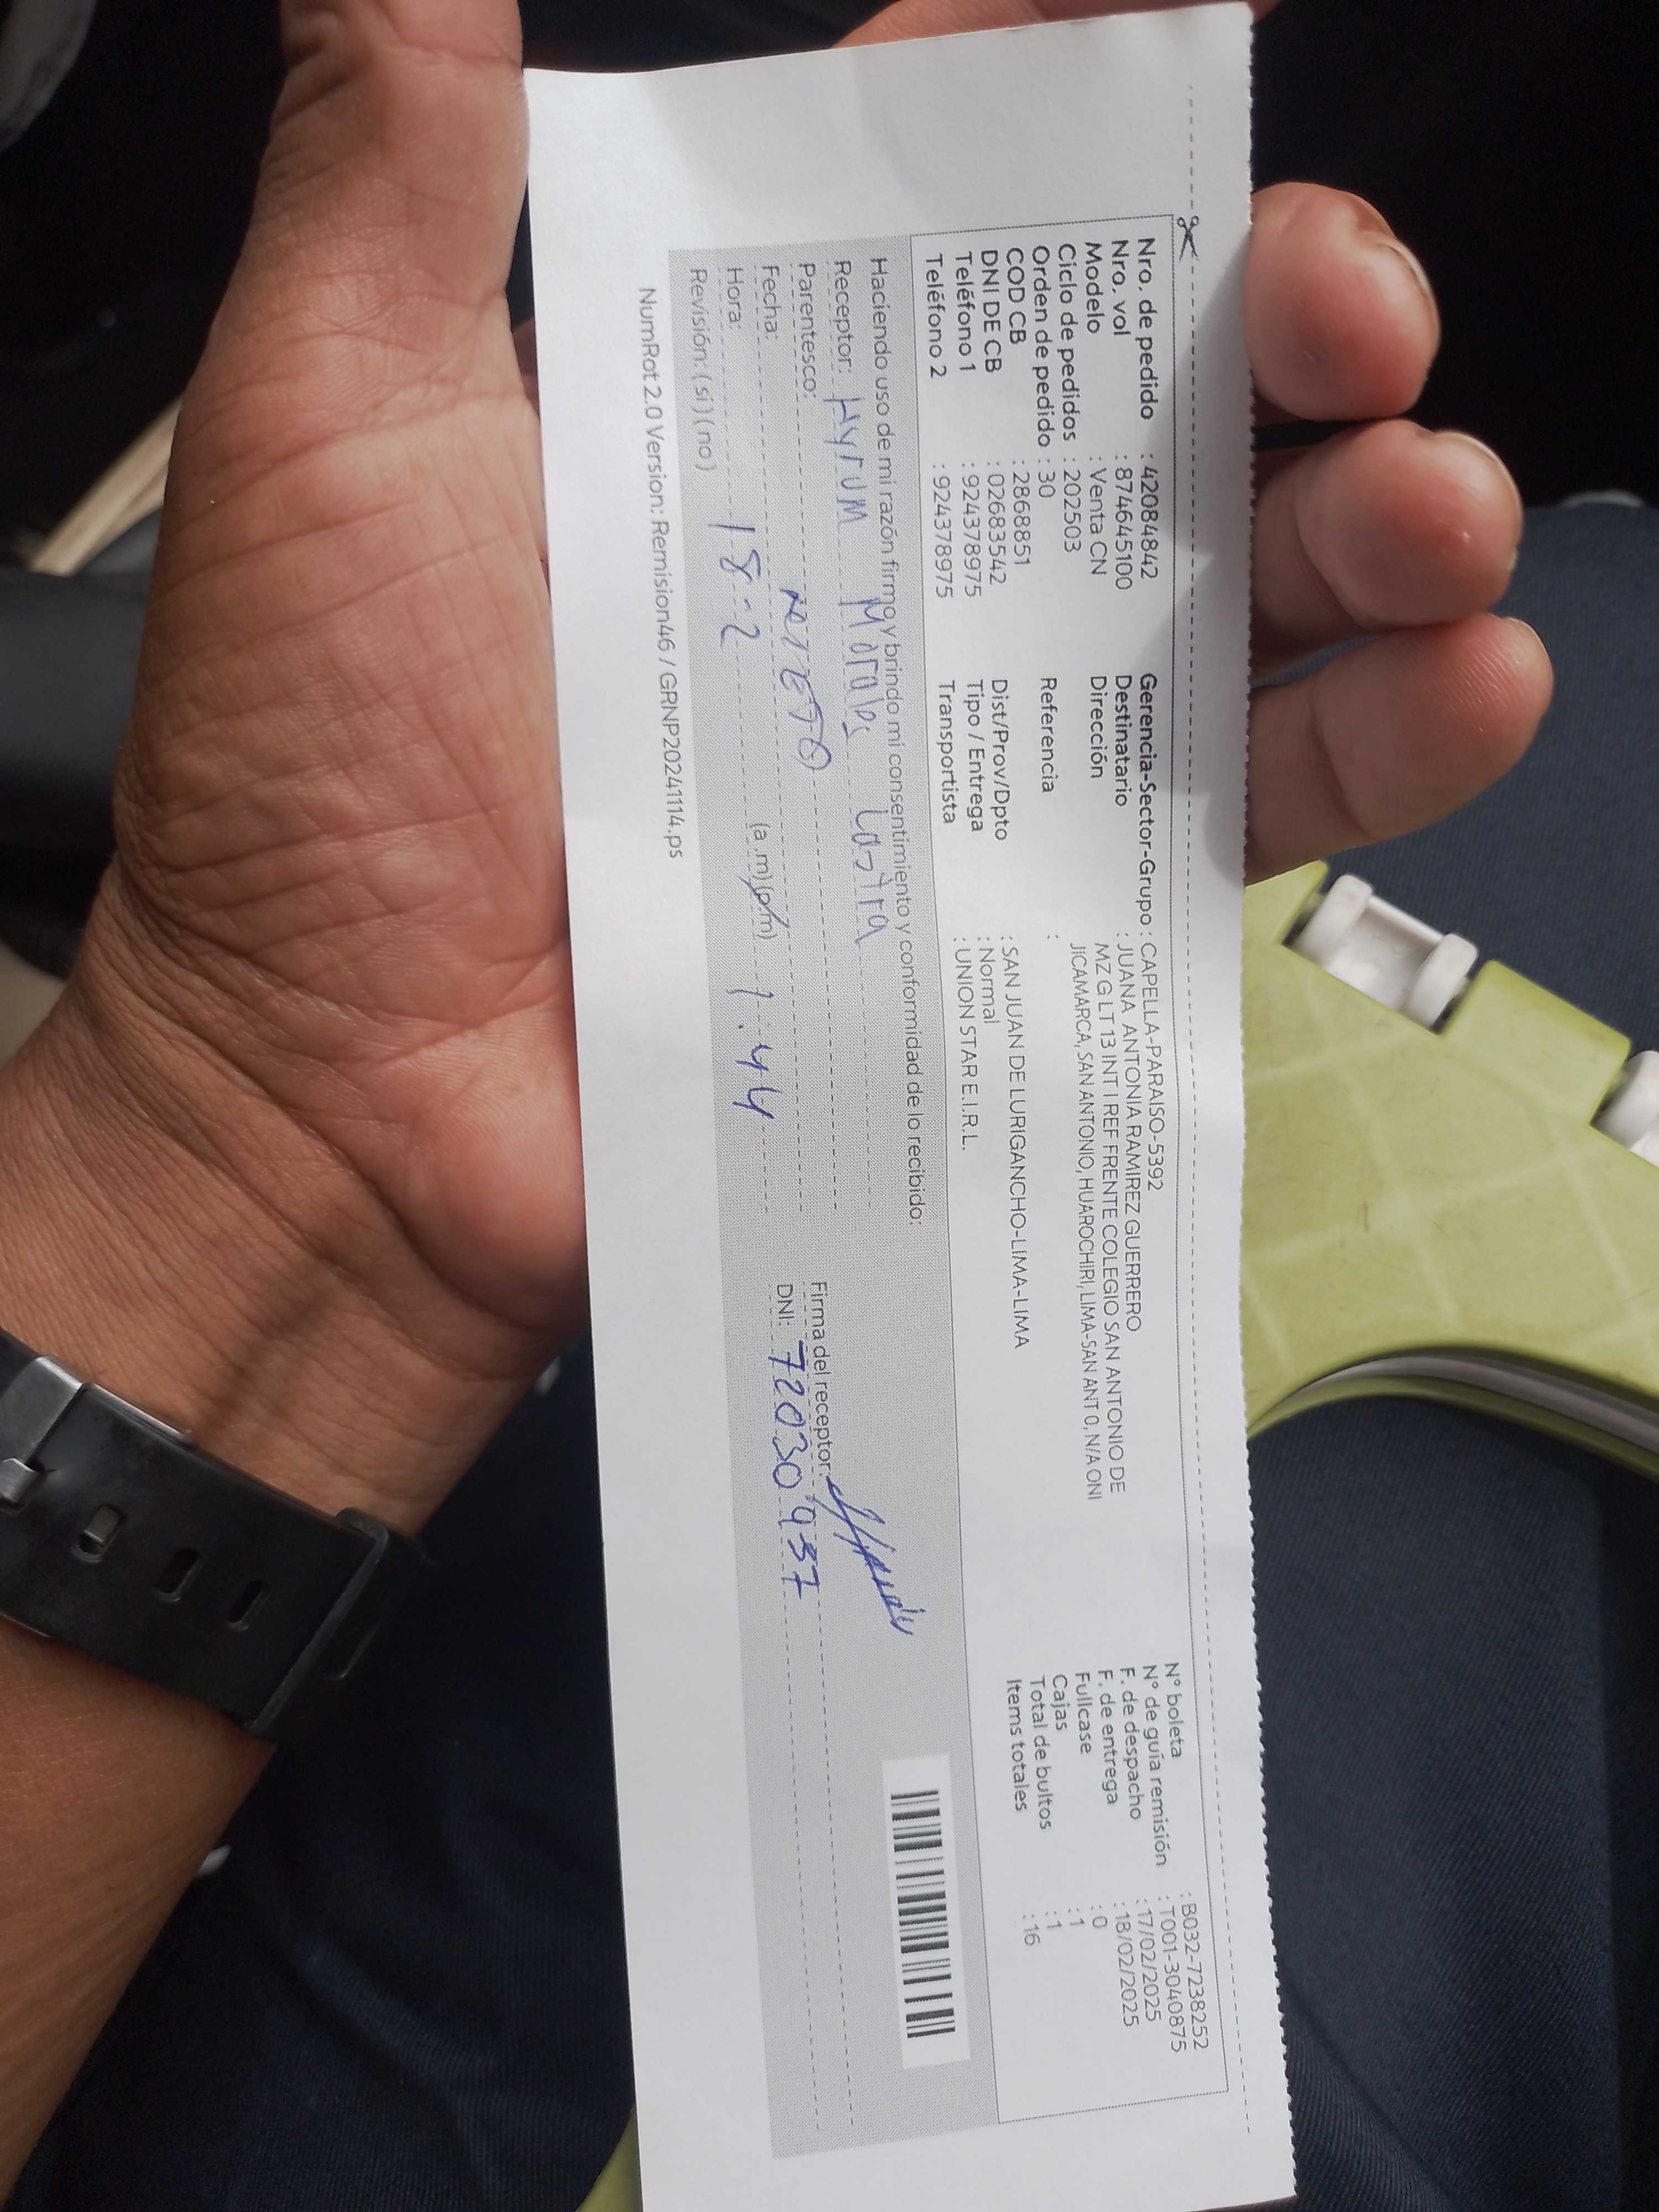 Nro. de pedido : 42084842
Nro. vol : 874645100
Modelo : Venta CN
Ciclo de pedidos : 202503
Orden de pedido : 30
COD CB : 2868851
DNI DE CB : 02683542
Teléfono 1 : 924378975
Teléfono 2 : 924378975
Gerencia-Sector-Grupo : CAPELLA-PARAISO-5392
Destinatario : JUANA ANTONIA RAMIREZ GUERRERO
Dirección MZ G LT 13 INT 1 REF FRENTE COLEGIO SAN ANTONIO DE
JICAMARCA, SAN ANTONIO, HUAROCHIRI, LIMA-SAN ANT 0, N/A ONI
Referencia :
Dist/Prov/Dpto : SAN JUAN DE LURIGANCHO-LIMA-LIMA
Tipo / Entrega : Normal
Transportista : UNION STAR E.I.R.L.
N° boleta : B032-7238252
N° de guía remisión : T001-3040875
F. de despacho : 17/02/2025
F. de entrega : 18/02/2025
Fullcase : 0
Cajas : 1
Total de bultos : 1
Items totales : 16
Haciendo uso de mi razón firmo y brindo mi consentimiento y conformidad de lo recibido:
Receptor: Hyrum Morales Castra
Parentesco:
Fecha: 18-2
Hora: (a.m)(p.m) 1.44
Revisión: (si) (no)
Firma del receptor:
DNI: 72030937
NumRot 2.0 Version: Remision46 / GRNP20241114.ps